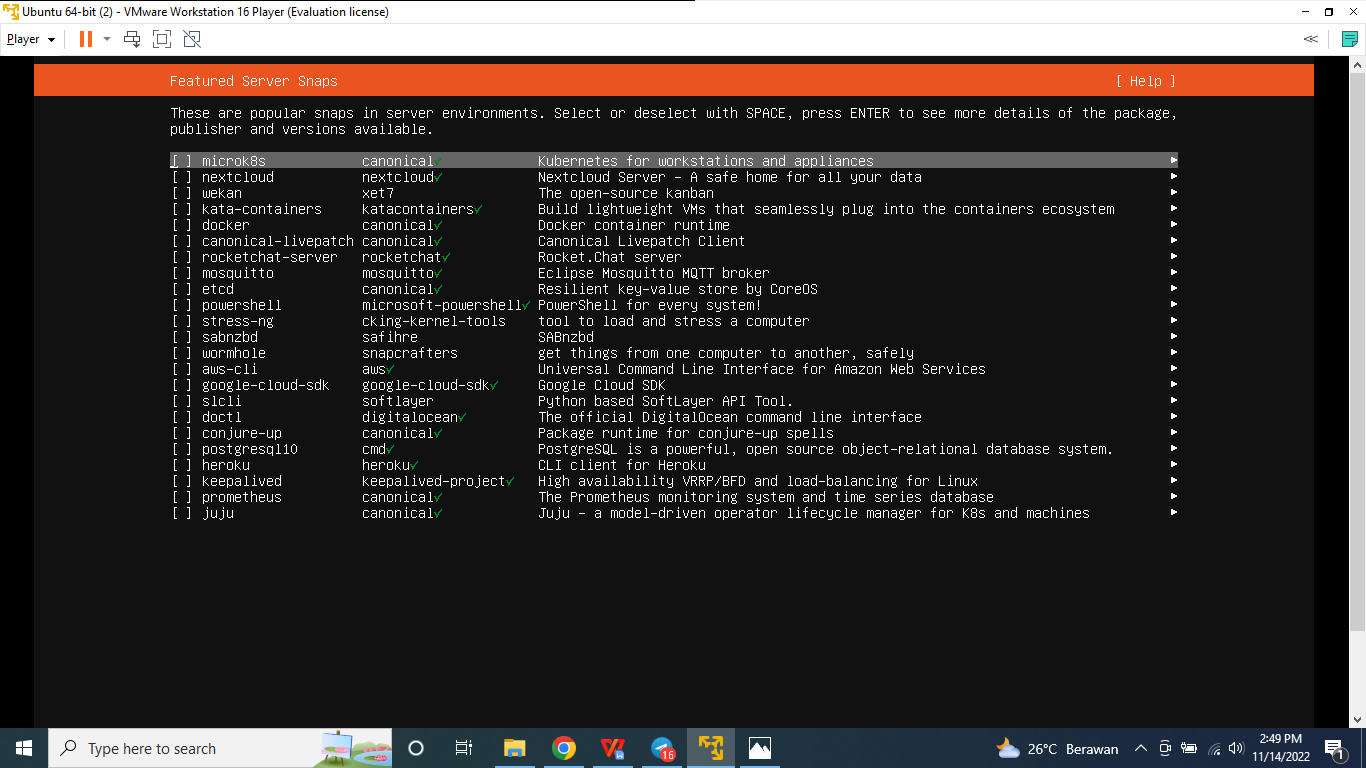 Ubuntu 64-bit (2) - VMware Workstation 16 Player (Evaluation license)
Player
Featured Server Snaps [ Help ]
These are popular snaps in server environments. Select or deselect with SPACE, press ENTER to see more details of the package,
publisher and versions available.
[ ] microk8s canonical✓ Kubernetes for workstations and appliances
[ ] nextcloud nextcloud✓ Nextcloud Server - A safe home for all your data
[ ] wekan xet7 The open-source kanban
[ ] kata-containers katacontainers✓ Build lightweight VMs that seamlessly plug into the containers ecosystem
[ ] docker canonical✓ Docker container runtime
[ ] canonical-livepatch canonical✓ Canonical Livepatch Client
[ ] rocketchat-server rocketchat✓ Rocket.Chat server
[ ] mosquitto mosquitto✓ Eclipse Mosquitto MQTT broker
[ ] etcd canonical✓ Resilient key-value store by CoreOS
[ ] powershell microsoft-powershell✓ PowerShell for every system!
[ ] stress-ng cking-kernel-tools tool to load and stress a computer
[ ] sabnzbd safihre SABnzbd
[ ] wormhole snapcrafters get things from one computer to another, safely
[ ] aws-cli aws✓ Universal Command Line Interface for Amazon Web Services
[ ] google-cloud-sdk google-cloud-sdk✓ Google Cloud SDK
[ ] slcli softlayer Python based SoftLayer API Tool.
[ ] doctl digitalocean✓ The official DigitalOcean command line interface
[ ] conjure-up canonical✓ Package runtime for conjure-up spells
[ ] postgresql10 cmd✓ PostgreSQL is a powerful, open source object-relational database system.
[ ] heroku heroku✓ CLI client for Heroku
[ ] keepalived keepalived-project✓ High availability VRRP/BFD and load-balancing for Linux
[ ] prometheus canonical✓ The Prometheus monitoring system and time series database
[ ] juju canonical✓ Juju - a model-driven operator lifecycle manager for K8s and machines
Type here to search
16
26°C Berawan
2:49 PM
11/14/2022
1